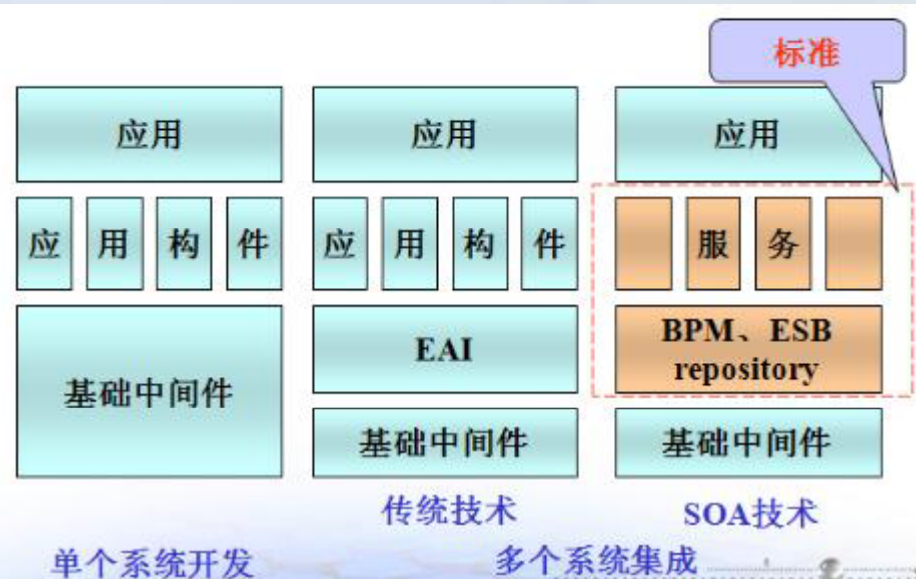 标准
应用
应用
应用
应 用 构 件
应 用 构 件
服 务
基础中间件
EAI
BPM、ESB
repository
基础中间件
基础中间件
传统技术
SOA技术
单个系统开发
多个系统集成